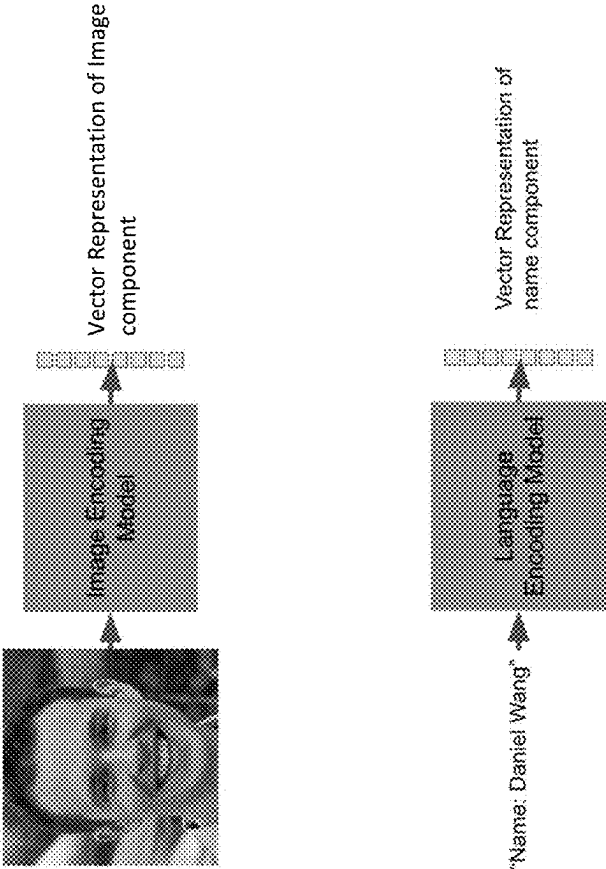 Image Encoding
Model
Vector Representation of Image
component
"Name: Daniel Wang"
Language
Encoding Model
Vector Representation of
name component